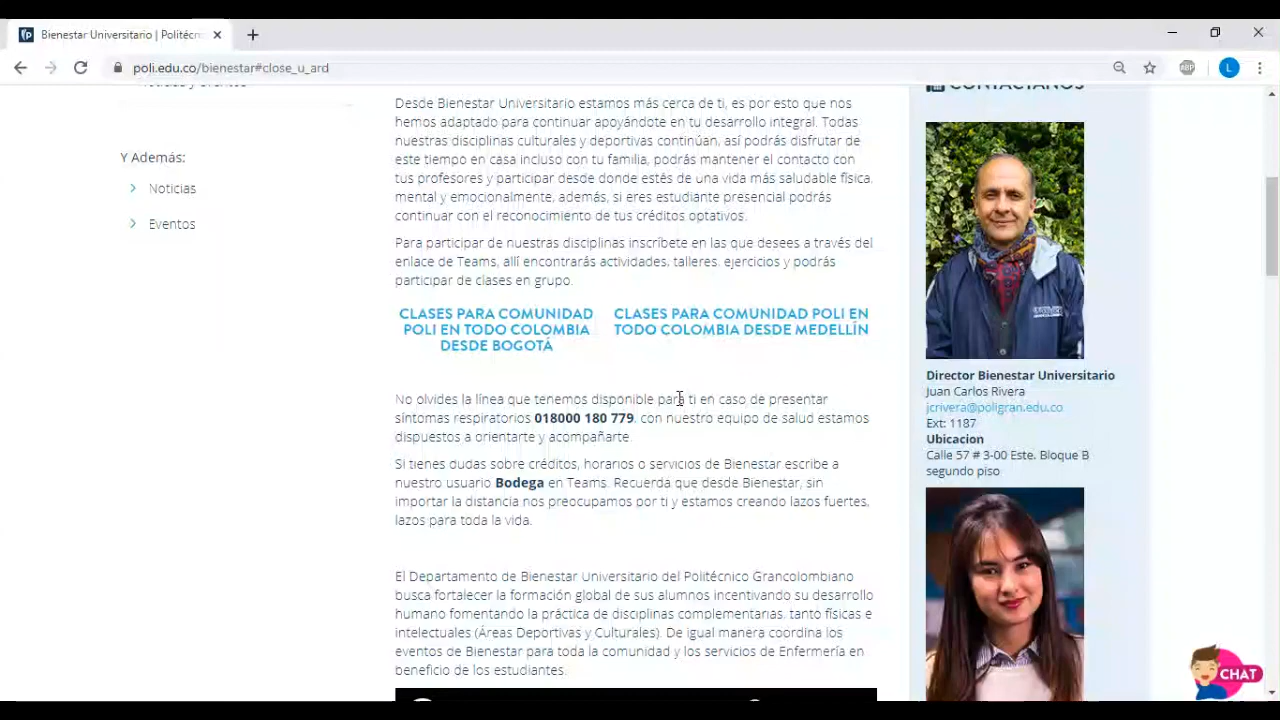 Bienestar Universitario | Politécn
poli.edu.co/bienestar#close_u_ard
ABP
L
Noticias y Eventos
Y Además:
Noticias
Eventos
Desde Bienestar Universitario estamos más cerca de ti, es por esto que nos
hemos adaptado para continuar apoyándote en tu desarrollo integral. Todas
nuestras disciplinas culturales y deportivas continúan, así podrás disfrutar de
este tiempo en casa incluso con tu familia, podrás mantener el contacto con
tus profesores y participar desde donde estés de una vida más saludable física,
mental y emocionalmente, además, si eres estudiante presencial podrás
continuar con el reconocimiento de tus créditos optativos.
Para participar de nuestras disciplinas inscríbete en las que desees a través del
enlace de Teams, allí encontrarás actividades, talleres, ejercicios y podrás
participar de clases en grupo.
CLASES PARA COMUNIDAD
POLI EN TODO COLOMBIA
DESDE BOGOTÁ
CLASES PARA COMUNIDAD POLI EN
TODO COLOMBIA DESDE MEDELLÍN
No olvides la línea que tenemos disponible para ti en caso de presentar
síntomas respiratorios 018000 180 779, con nuestro equipo de salud estamos
dispuestos a orientarte y acompañarte.
Si tienes dudas sobre créditos, horarios o servicios de Bienestar escribe a
nuestro usuario Bodega en Teams. Recuerda que desde Bienestar, sin
importar la distancia nos preocupamos por ti y estamos creando lazos fuertes,
lazos para toda la vida.
El Departamento de Bienestar Universitario del Politécnico Grancolombiano
busca fortalecer la formación global de sus alumnos incentivando su desarrollo
humano fomentando la práctica de disciplinas complementarias, tanto físicas e
intelectuales (Áreas Deportivas y Culturales). De igual manera coordina los
eventos de Bienestar para toda la comunidad y los servicios de Enfermería en
beneficio de los estudiantes.
CONTÁCTANOS
Director Bienestar Universitario
Juan Carlos Rivera
jcrivera@poligran.edu.co
Ext: 1187
Ubicacion
Calle 57 # 3-00 Este. Bloque B
segundo piso
CHAT